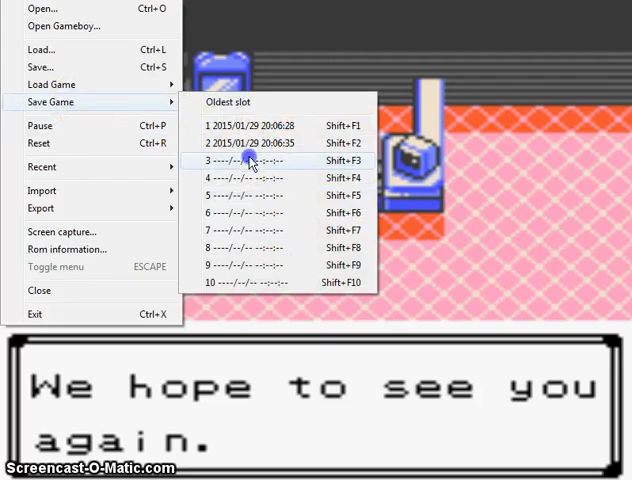 Open... Ctrl+O
Open Gameboy...
Load... Ctrl+L
Save... Ctrl+S
Load Game
Save Game
Pause Ctrl+P
Reset Ctrl+R
Recent
Import
Export
Screen capture...
Rom information...
Toggle menu ESCAPE
Close
Exit Ctrl+X
Oldest slot
1 2015/01/29 20:06:28 Shift+F1
2 2015/01/29 20:06:35 Shift+F2
3 ----/--/-- --:--:-- Shift+F3
4 ----/--/-- --:--:-- Shift+F4
5 ----/--/-- --:--:-- Shift+F5
6 ----/--/-- --:--:-- Shift+F6
7 ----/--/-- --:--:-- Shift+F7
8 ----/--/-- --:--:-- Shift+F8
9 ----/--/-- --:--:-- Shift+F9
10 ----/--/-- --:--:-- Shift+F10
We hope to see you
again.
Screencast-O-Matic.com